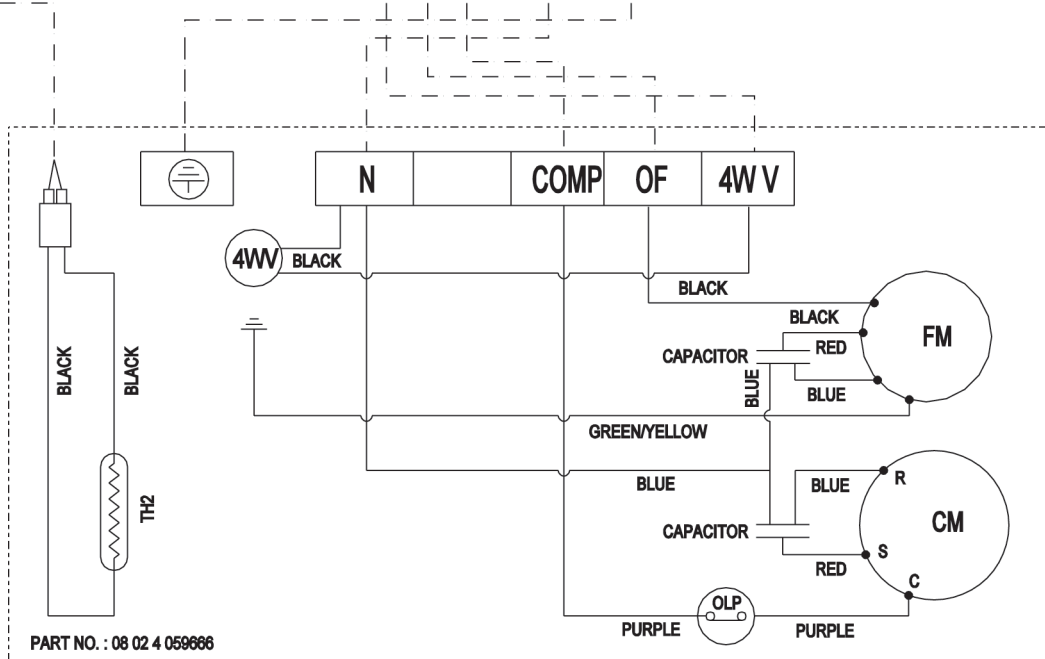 N COMP OF 4W V
4WV
BLACK
BLACK
BLACK
RED
FM
CAPACITOR
BLUE
BLUE
BLACK
BLACK
GREEN/YELLOW
BLUE
BLUE
R
TH2
CAPACITOR
CM
S
RED
C
OLP
PURPLE
PURPLE
PART NO. : 08 02 4 059666